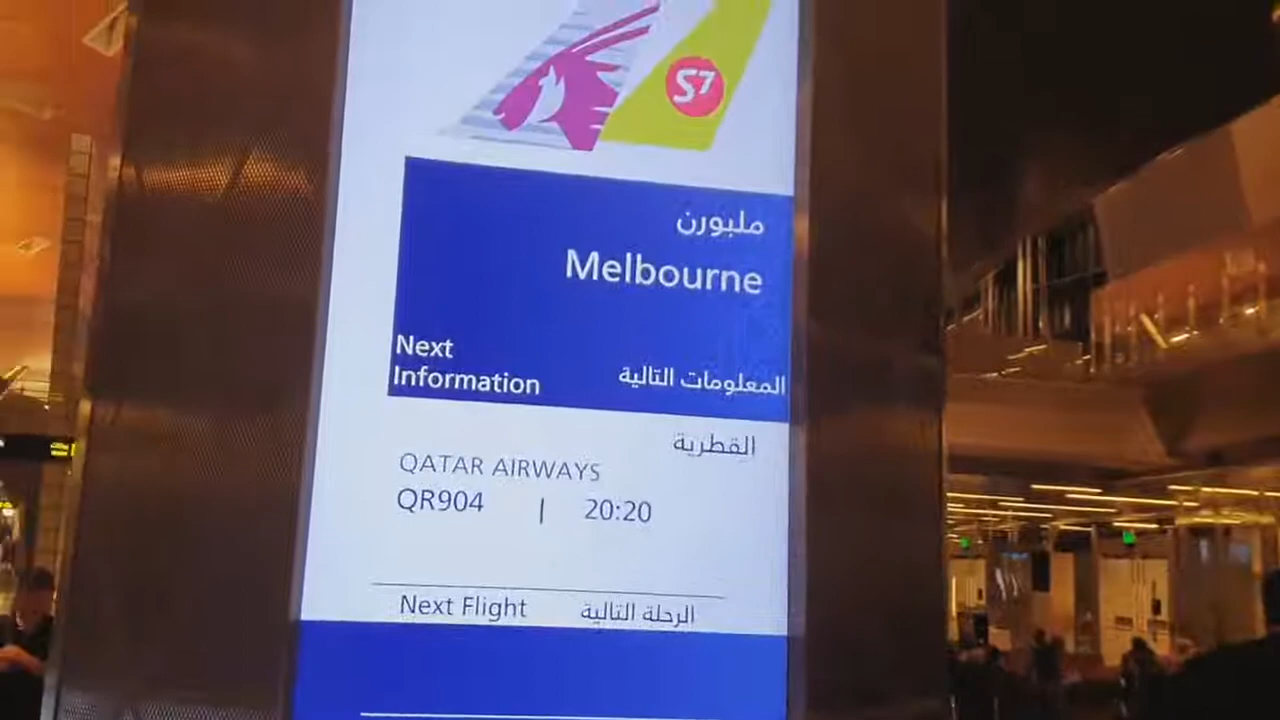 S7
ملبورن
Melbourne
Next
Information
المعلومات التالية
القطرية
QATAR AIRWAYS
QR904 | 20:20
Next Flight الرحلة التالية